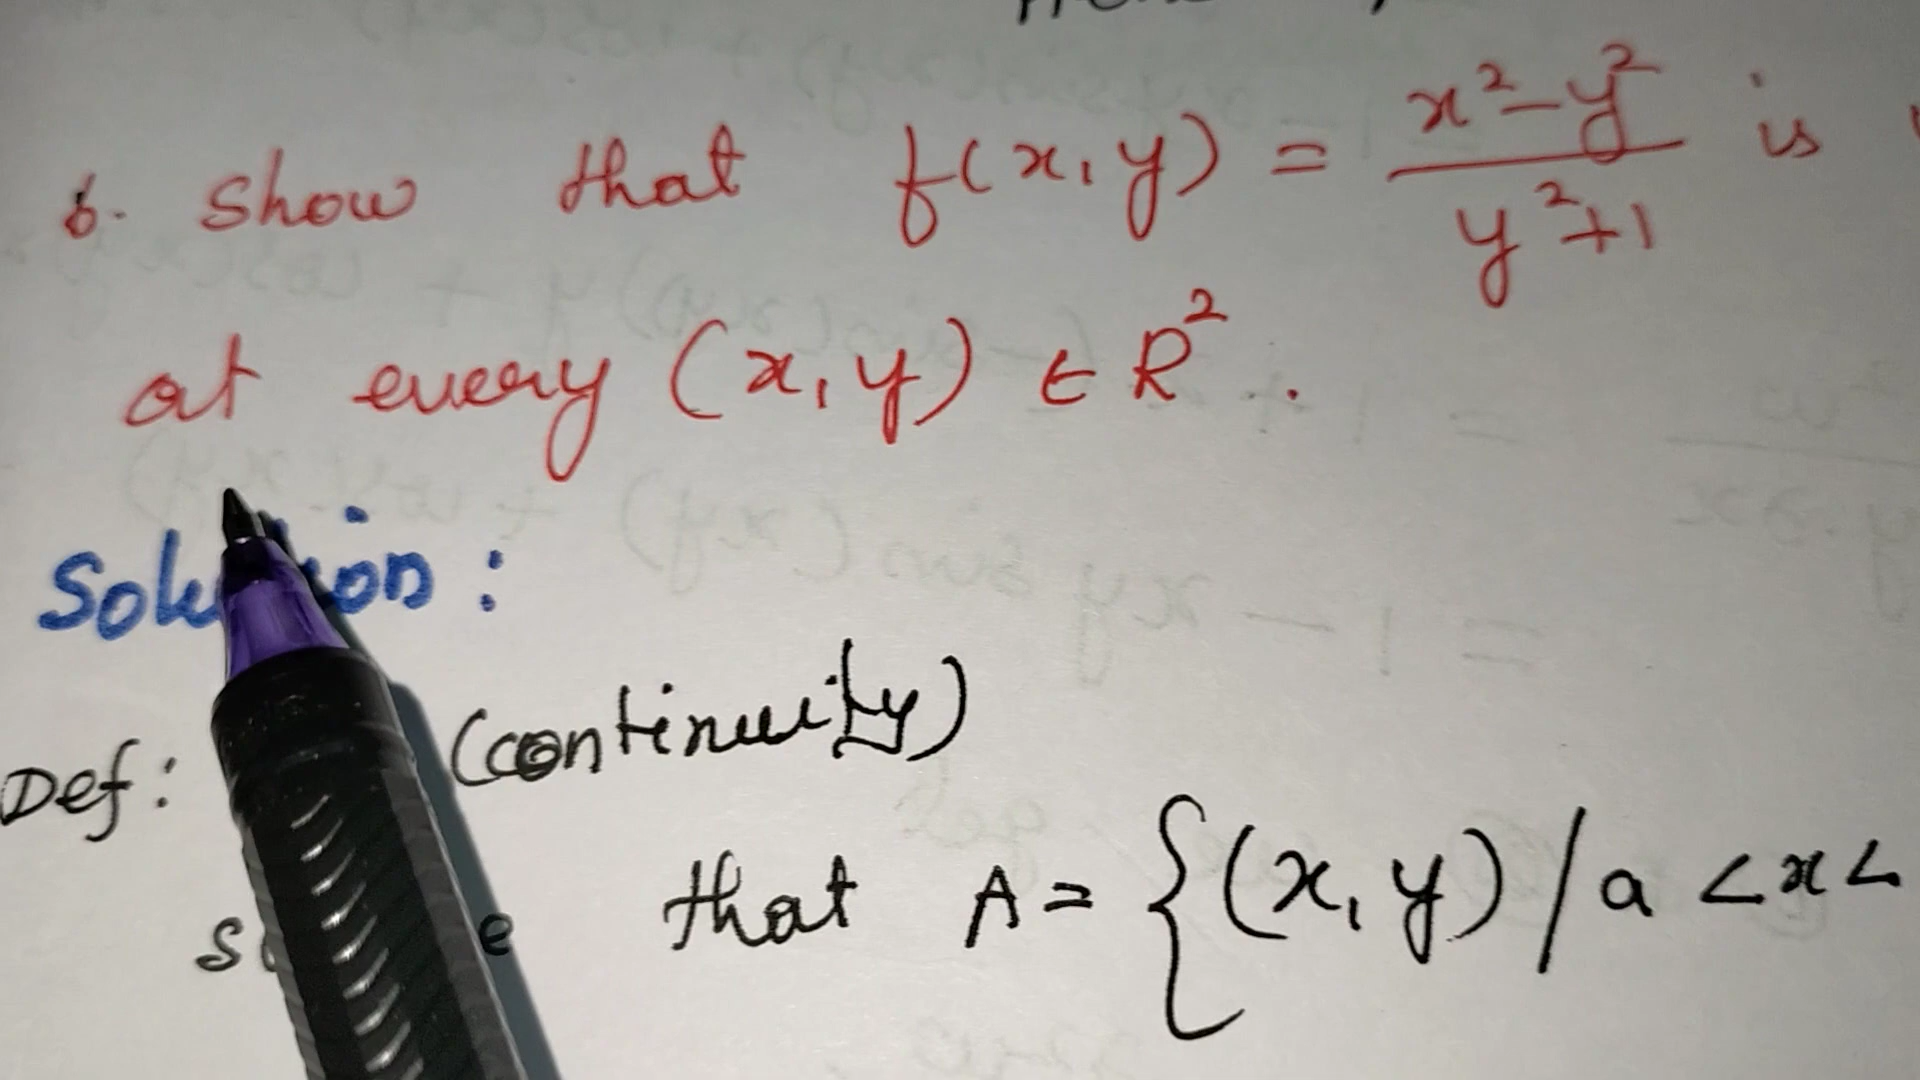 6. Show that f(x,y) = x²-y² / y²+1 is
at every (x,y) ∈ R².
Solution:
Def: (continuity)
that A = {(x,y) / a < x <